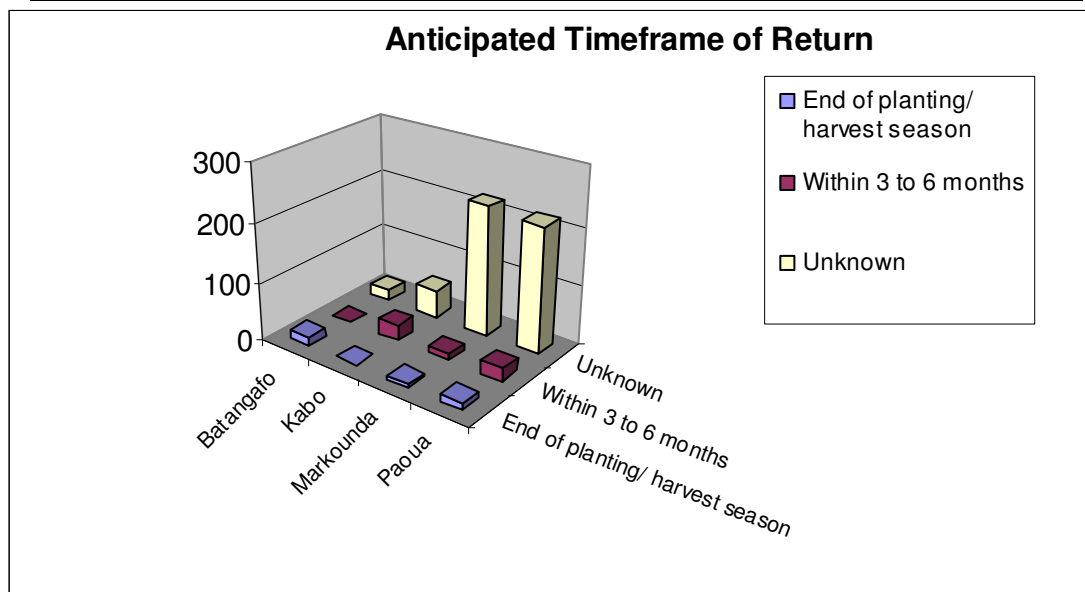 Anticipated Timeframe of Return
End of planting/
harvest season
Within 3 to 6 months
Unknown
300
200
100
0
Batangafo
Kabo
Markounda
Paoua
Unknown
Within 3 to 6 months
End of planting/ harvest season